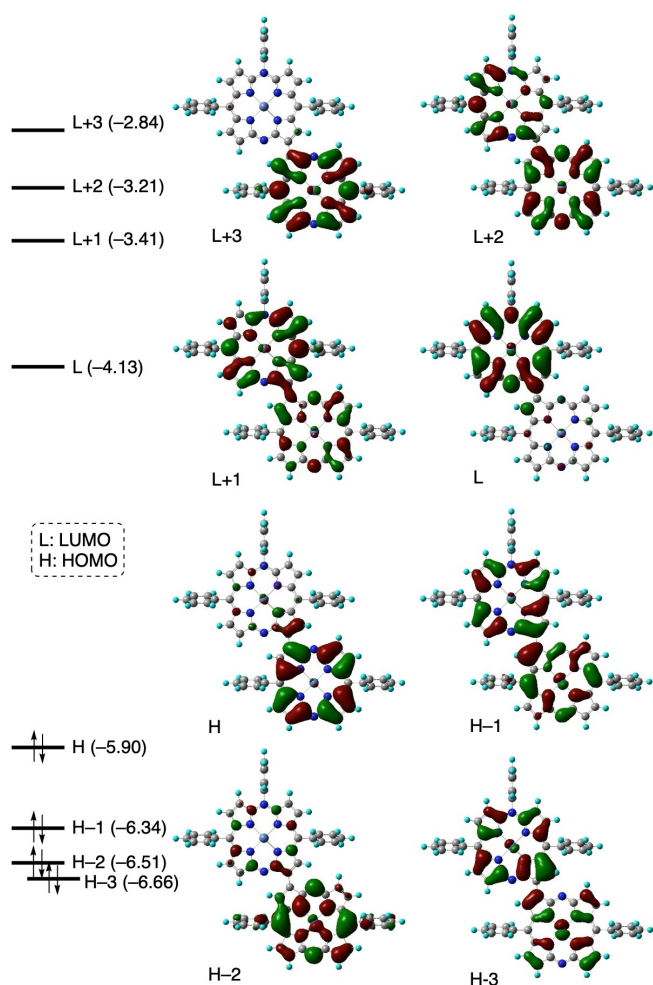 L+3 (−2.84)
L+2 (−3.21)
L+1 (−3.41)
L+3
L+2
L (−4.13)
L+1
L
L: LUMO
H: HOMO
H
H−1
H (−5.90)
H−1 (−6.34)
H−2 (−6.51)
H−3 (−6.66)
H−2
H-3